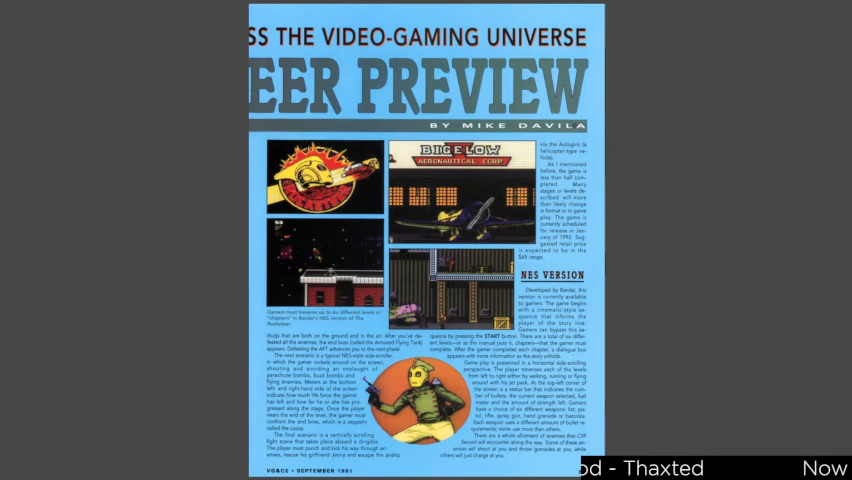 SS THE VIDEO-GAMING UNIVERSE
EER PREVIEW
BY MIKE DAVILA
ROCKETEER
BIGELOW
AERONAUTICAL CORP
Gamers must traverse up to six different levels or
"chapters" in Bandai's NES version of The
Rocketeer.
thugs that are both on the ground and in the air. After you've de-
feated all the enemies, the end boss (called the Armored Flying Tank)
appears. Defeating the AFT advances you to the next phase.
The next scenario is a typical NES-style side-scroller,
in which the gamer rockets around on the screen,
shooting and avoiding an onslaught of
parachute bombs, buzz bombs and
flying enemies. Meters at the bottom
left- and right-hand side of the screen
indicate how much life force the gamer
has left and how far he or she has pro-
gressed along the stage. Once the player
nears the end of the level, the gamer must
confront the end boss, which is a zeppelin
called the Luxus.
The final scenario is a vertically scrolling
fight scene that takes place aboard a dirigible.
The player must punch and kick his way through en-
emies, rescue his girlfriend Jenny and escape the airship
via the Autogiro (a
helicopter-type ve-
hicle).
As I mentioned
before, the game is
less than half com-
pleted. Many
stages or levels de-
scribed will more
than likely change
in format or in game
play. The game is
currently scheduled
for release in Jan-
uary of 1992. Sug-
gested retail price
is expected to be in the
$65 range.
NES VERSION
Developed by Bandai, this
version is currently available
to gamers. The game begins
with a cinematic-style se-
quence that informs the
player of the story line.
Gamers can bypass this se-
quence by pressing the START button. There are a total of six differ-
ent levels—or as the manual puts it, chapters—that the gamer must
complete. After the gamer completes each chapter, a dialogue box
appears with more information as the story unfolds.
Game play is presented in a horizontal side-scrolling
perspective. The player traverses each of the levels
from left to right either by walking, running or flying
around with his jet pack. At the top-left corner of
the screen is a status bar that indicates the num-
ber of bullets, the current weapon selected, fuel
meter and the amount of strength left. Gamers
have a choice of six different weapons: fist, pis-
tol, rifle, spray gun, hand grenade or bazooka.
Each weapon uses a different amount of bullet re-
quirements; some use more than others.
There are a whole allotment of enemies that Cliff
Secord will encounter along the way. Some of these en-
emies will shoot at you and throw grenades at you, while
others will just charge at you.
VG&CE • SEPTEMBER 1991
od - Thaxted Now